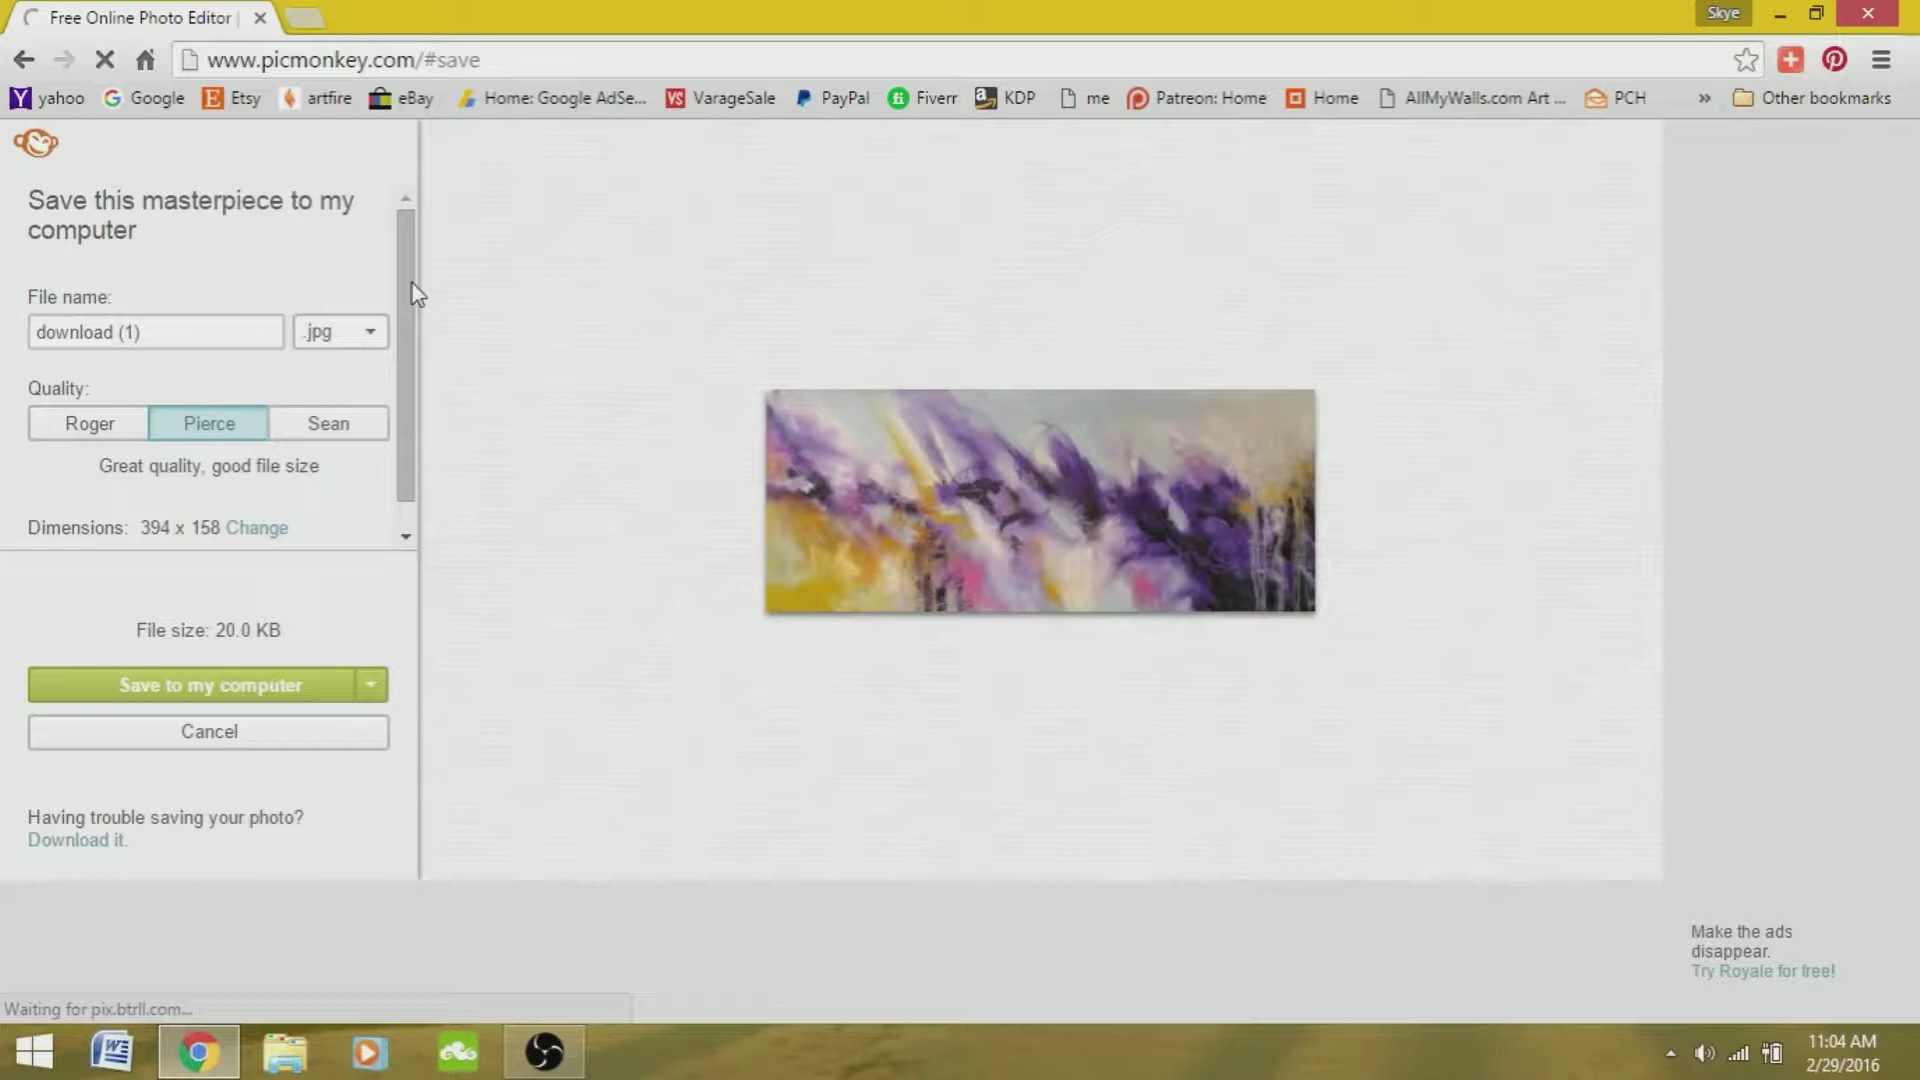 Free Online Photo Editor |
Skye
www.picmonkey.com/#save
yahoo Google Etsy artfire eBay Home: Google AdSe... VarageSale PayPal Fiverr KDP me Patreon: Home Home AllMyWalls.com Art ... PCH » Other bookmarks
Save this masterpiece to my
computer
File name:
download (1) .jpg
Quality:
Roger Pierce Sean
Great quality, good file size
Dimensions: 394 x 158 Change
File size: 20.0 KB
Save to my computer
Cancel
Having trouble saving your photo?
Download it.
Make the ads
disappear.
Try Royale for free!
Waiting for pix.btrll.com...
11:04 AM
2/29/2016